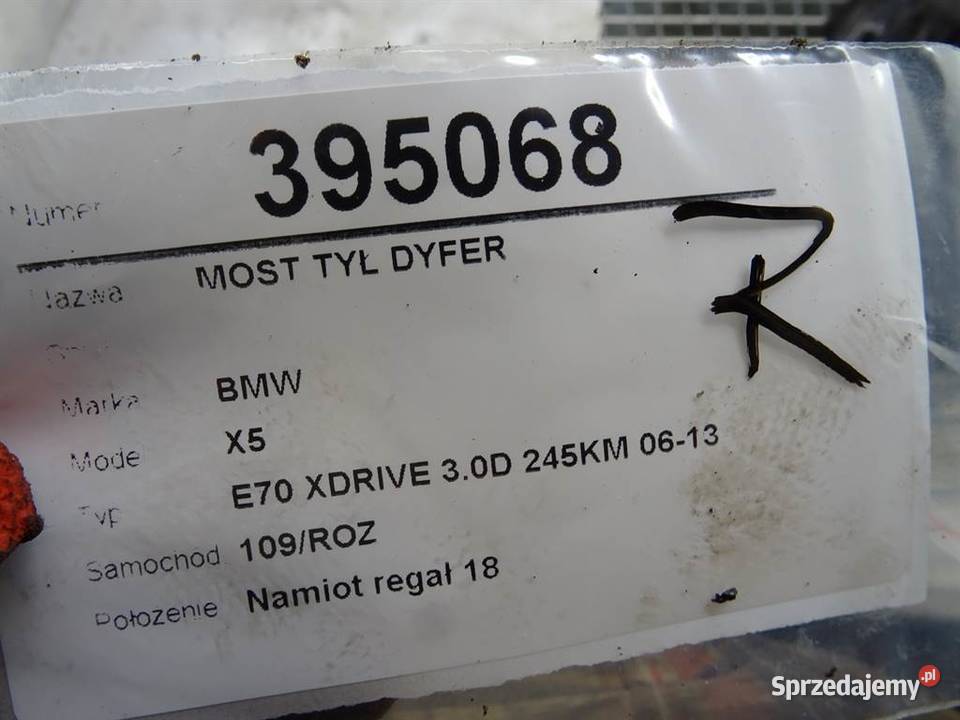 Numer 395068
Nazwa MOST TYŁ DYFER
R
Marka BMW
Model X5
Typ E70 XDRIVE 3.0D 245KM 06-13
Samochod 109/ROZ
Położenie Namiot regał 18
Sprzedajemy.pl